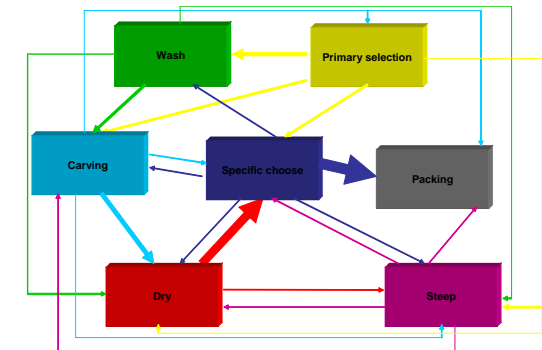 Wash
Primary selection
Carving
Specific choose
Packing
Dry
Steep